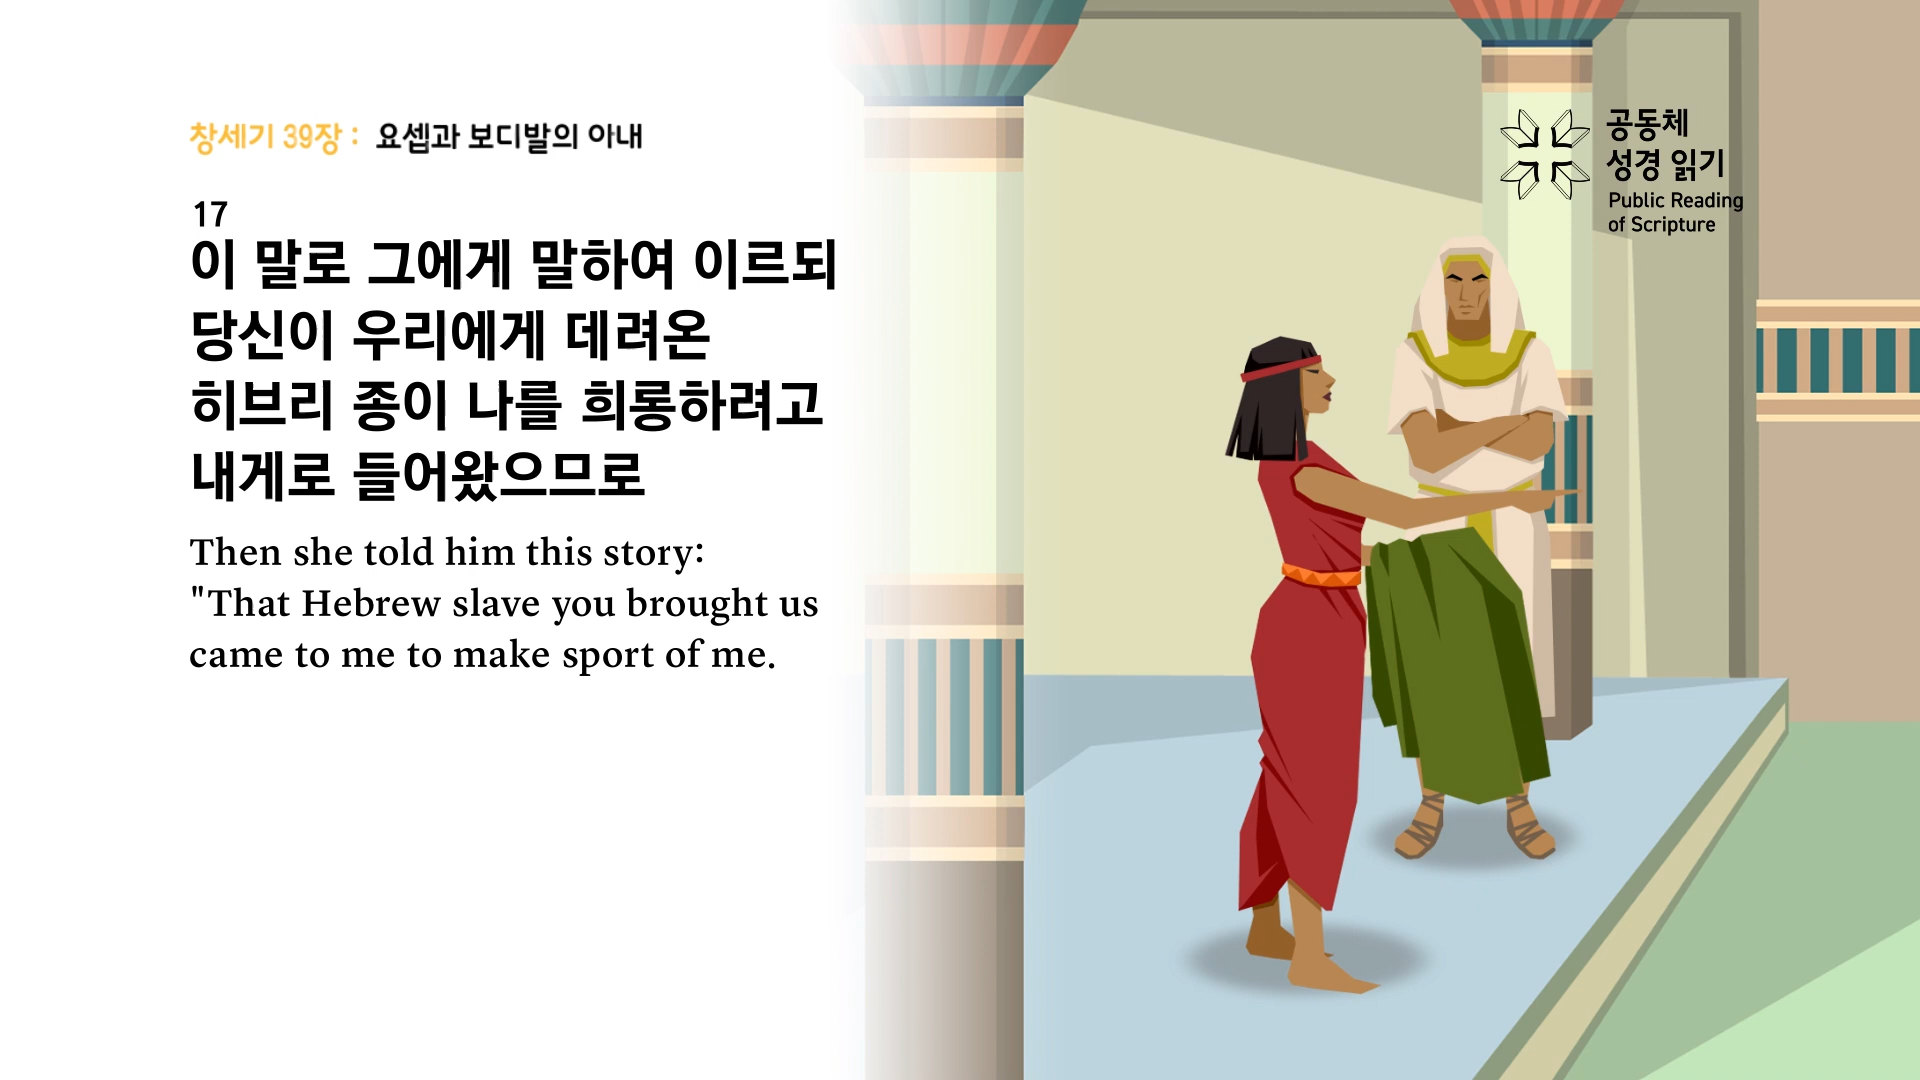 창세기 39장 : 요셉과 보디발의 아내
17
이 말로 그에게 말하여 이르되
당신이 우리에게 데려온
히브리 종이 나를 희롱하려고
내게로 들어왔으므로
Then she told him this story:
"That Hebrew slave you brought us
came to me to make sport of me.
공동체
성경 읽기
Public Reading
of Scripture